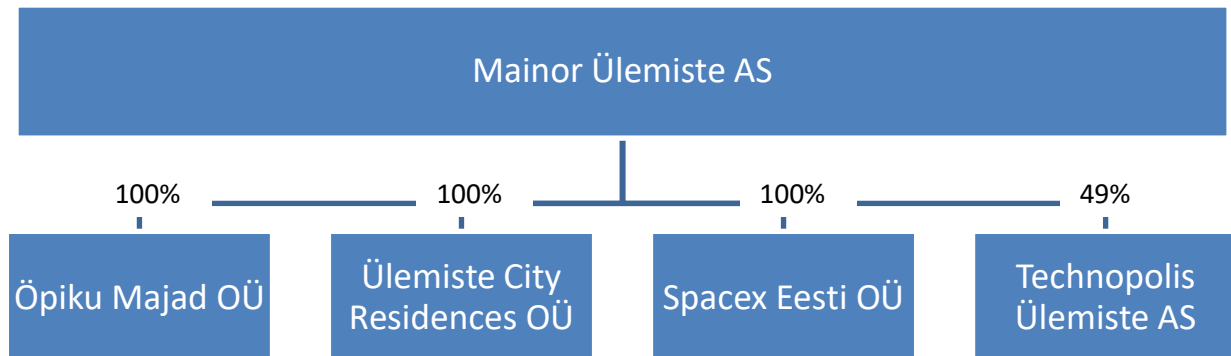 Mainor Ülemiste AS
100%
100%
100%
49%
Öpiku Majad OÜ
Ülemiste City
Residences OÜ
Spacex Eesti OÜ
Technopolis
Ülemiste AS